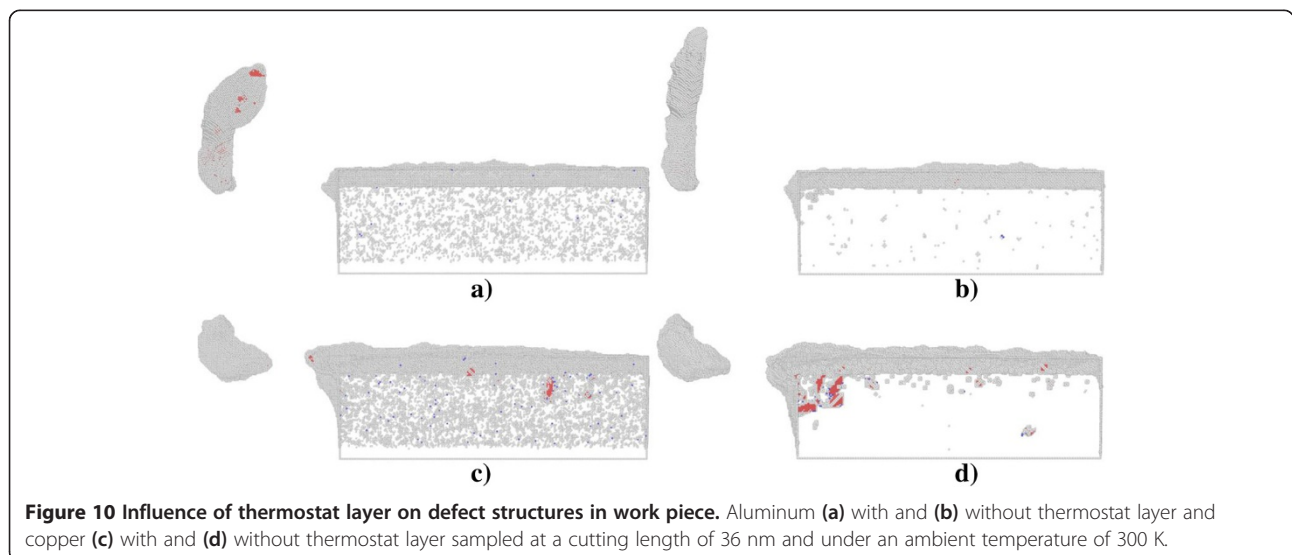 a)
b)
c)
d)
Figure 10 Influence of thermostat layer on defect structures in work piece. Aluminum (a) with and (b) without thermostat layer and
copper (c) with and (d) without thermostat layer sampled at a cutting length of 36 nm and under an ambient temperature of 300 K.